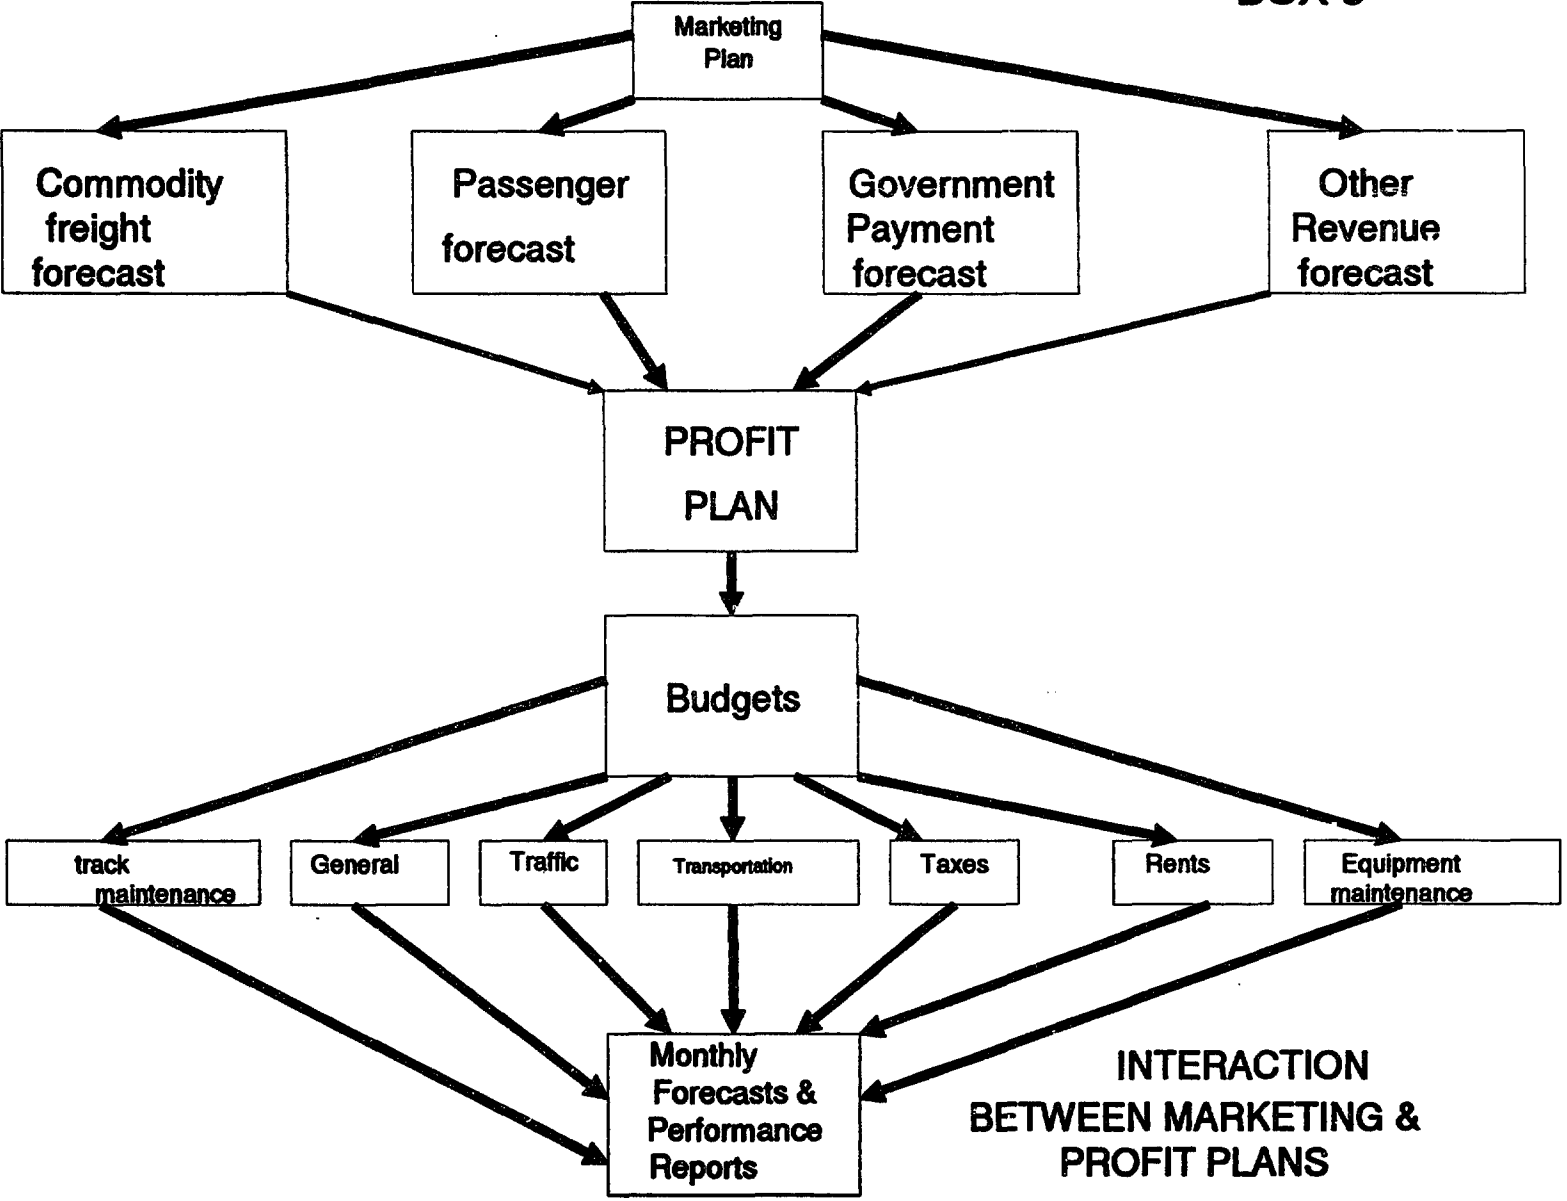 Marketing
Plan
Commodity
freight
forecast
Passenger
forecast
Government
Payment
forecast
Other
Revenue
forecast
PROFIT
PLAN
Budgets
track
maintenance
General
Traffic
Transportation
Taxes
Rents
Equipment
maintenance
Monthly
Forecasts &
Performance
Reports
INTERACTION
BETWEEN MARKETING &
PROFIT PLANS